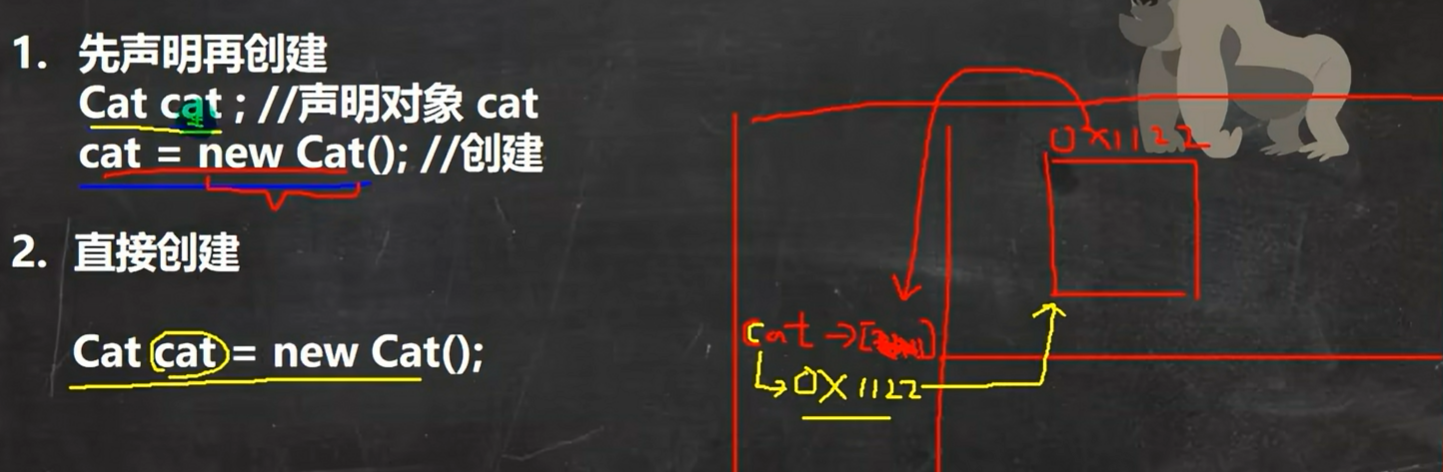 1. 先声明再创建
Cat cat ; //声明对象 cat
cat = new Cat(); //创建
2. 直接创建
Cat cat = new Cat();
0X1122
cat →[
0X1122